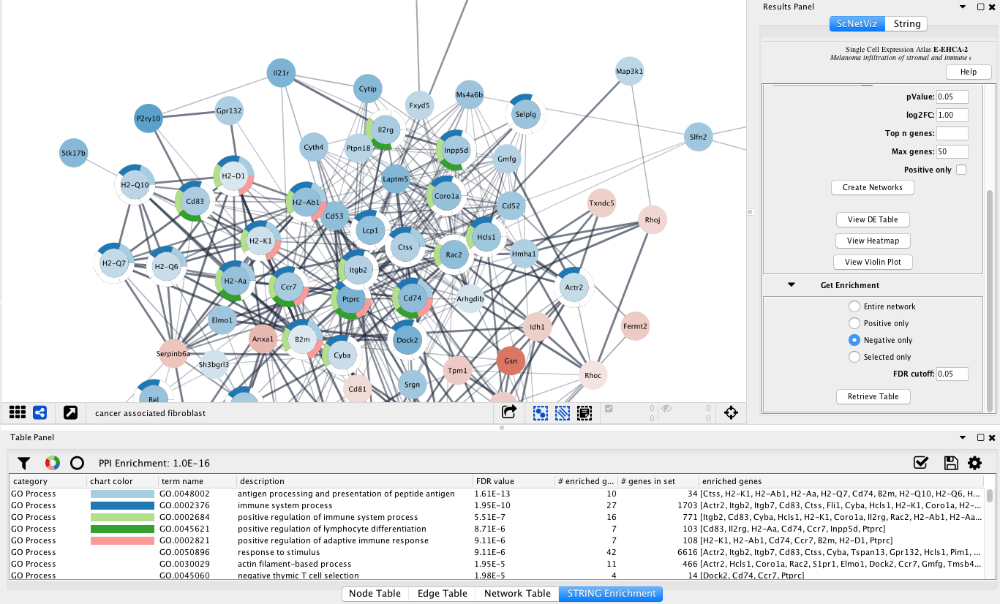 Il21r
Map3k1
Cytip
Ms4a6b
Fxyd5
Gpr132
Selplg
P2ry10
Il2rg
Slfn2
Cyth4
Ptpn18
Inpp5d
Stk17b
Gmfg
H2-D1
Laptm5
H2-Q10
Coro1a
Cd83
H2-Ab1
Txndc5
Cd52
Cd53
Rhoj
Lcp1
Hcls1
H2-K1
Ctss
Rac2
Hmha1
H2-Q7
H2-Q6
Itgb2
H2-Aa
Ccr7
Actr2
Ptprc
Cd74
Arhgdib
Elmo1
Idh1
Fermt2
Anxa1
B2m
Dock2
Serpinb6a
Cyba
Gsn
Sh3bgrl3
Tpm1
Rhoc
Srgn
Cd81
Rel
cancer associated fibroblast
0
0
0
0
Results Panel
ScNetViz String
Single Cell Expression Atlas E-EHCA-2
Melanoma infiltration of stromal and immune c
Help
pValue: 0.05
log2FC: 1.00
Top n genes:
Max genes: 50
Positive only
Create Networks
View DE Table
View Heatmap
View Violin Plot
Get Enrichment
Entire network
Positive only
Negative only
Selected only
FDR cutoff: 0.05
Retrieve Table
Table Panel
PPI Enrichment: 1.0E-16
category chart color term name description FDR value # enriched g... # genes in set enriched genes
GO Process GO.0048002 antigen processing and presentation of peptide antigen 1.61E-13 10 34 [Ctss, H2-K1, H2-Ab1, H2-Aa, H2-Q7, Cd74, B2m, H2-Q10, H2-Q6, H...
GO Process GO.0002376 immune system process 1.95E-10 27 1703 [Actr2, Itgb2, Itgb7, Cd83, Ctss, Fli1, Cyba, Hcls1, H2-K1, Coro1a, H2-...
GO Process GO.0002684 positive regulation of immune system process 5.51E-7 16 771 [Itgb2, Cd83, Cyba, Hcls1, H2-K1, Coro1a, Il2rg, Rac2, H2-Ab1, H2-Aa...
GO Process GO.0045621 positive regulation of lymphocyte differentiation 8.71E-6 7 103 [Cd83, Il2rg, H2-Aa, Cd74, Ccr7, Inpp5d, Ptprc]
GO Process GO.0002821 positive regulation of adaptive immune response 9.11E-6 7 108 [H2-K1, H2-Ab1, Cd74, Ccr7, B2m, H2-D1, Ptprc]
GO Process GO.0050896 response to stimulus 9.11E-6 42 6616 [Actr2, Itgb2, Itgb7, Cd83, Ctss, Cyba, Tspan13, Gpr132, Hcls1, Pim1, ...
GO Process GO.0030029 actin filament-based process 1.95E-5 11 466 [Actr2, Hcls1, Coro1a, Rac2, S1pr1, Elmo1, Dock2, Ccr7, Gmfg, Tmsb4...
GO Process GO.0045060 negative thymic T cell selection 1.98E-5 4 14 [Dock2, Cd74, Ccr7, Ptprc]
Node Table Edge Table Network Table STRING Enrichment